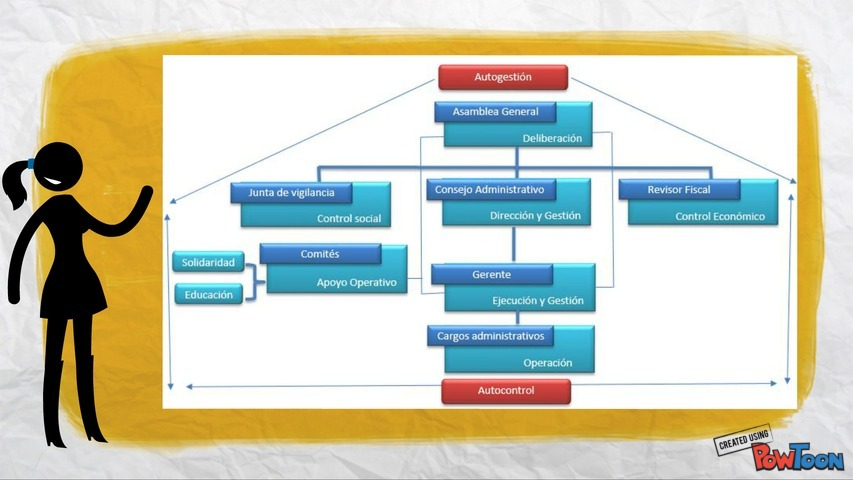 Autogestión
Asamblea General
Deliberación
Junta de vigilancia
Control social
Consejo Administrativo
Dirección y Gestión
Revisor Fiscal
Control Económico
Solidaridad
Educación
Comités
Apoyo Operativo
Gerente
Ejecución y Gestión
Cargos administrativos
Operación
Autocontrol
CREATED USING
POWTOON